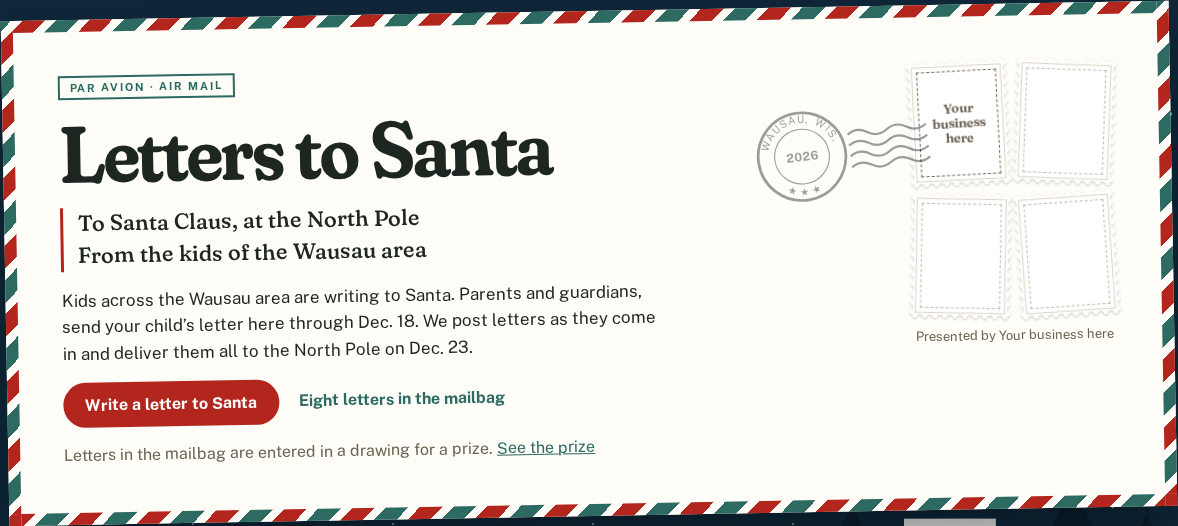 PAR AVION · AIR MAIL
Letters to Santa
To Santa Claus, at the North Pole
From the kids of the Wausau area
Kids across the Wausau area are writing to Santa. Parents and guardians,
send your child’s letter here through Dec. 18. We post letters as they come
in and deliver them all to the North Pole on Dec. 23.
Write a letter to Santa
Eight letters in the mailbag
Letters in the mailbag are entered in a drawing for a prize. See the prize
WAUSAU, WIS.
2026
Your
business
here
Presented by Your business here